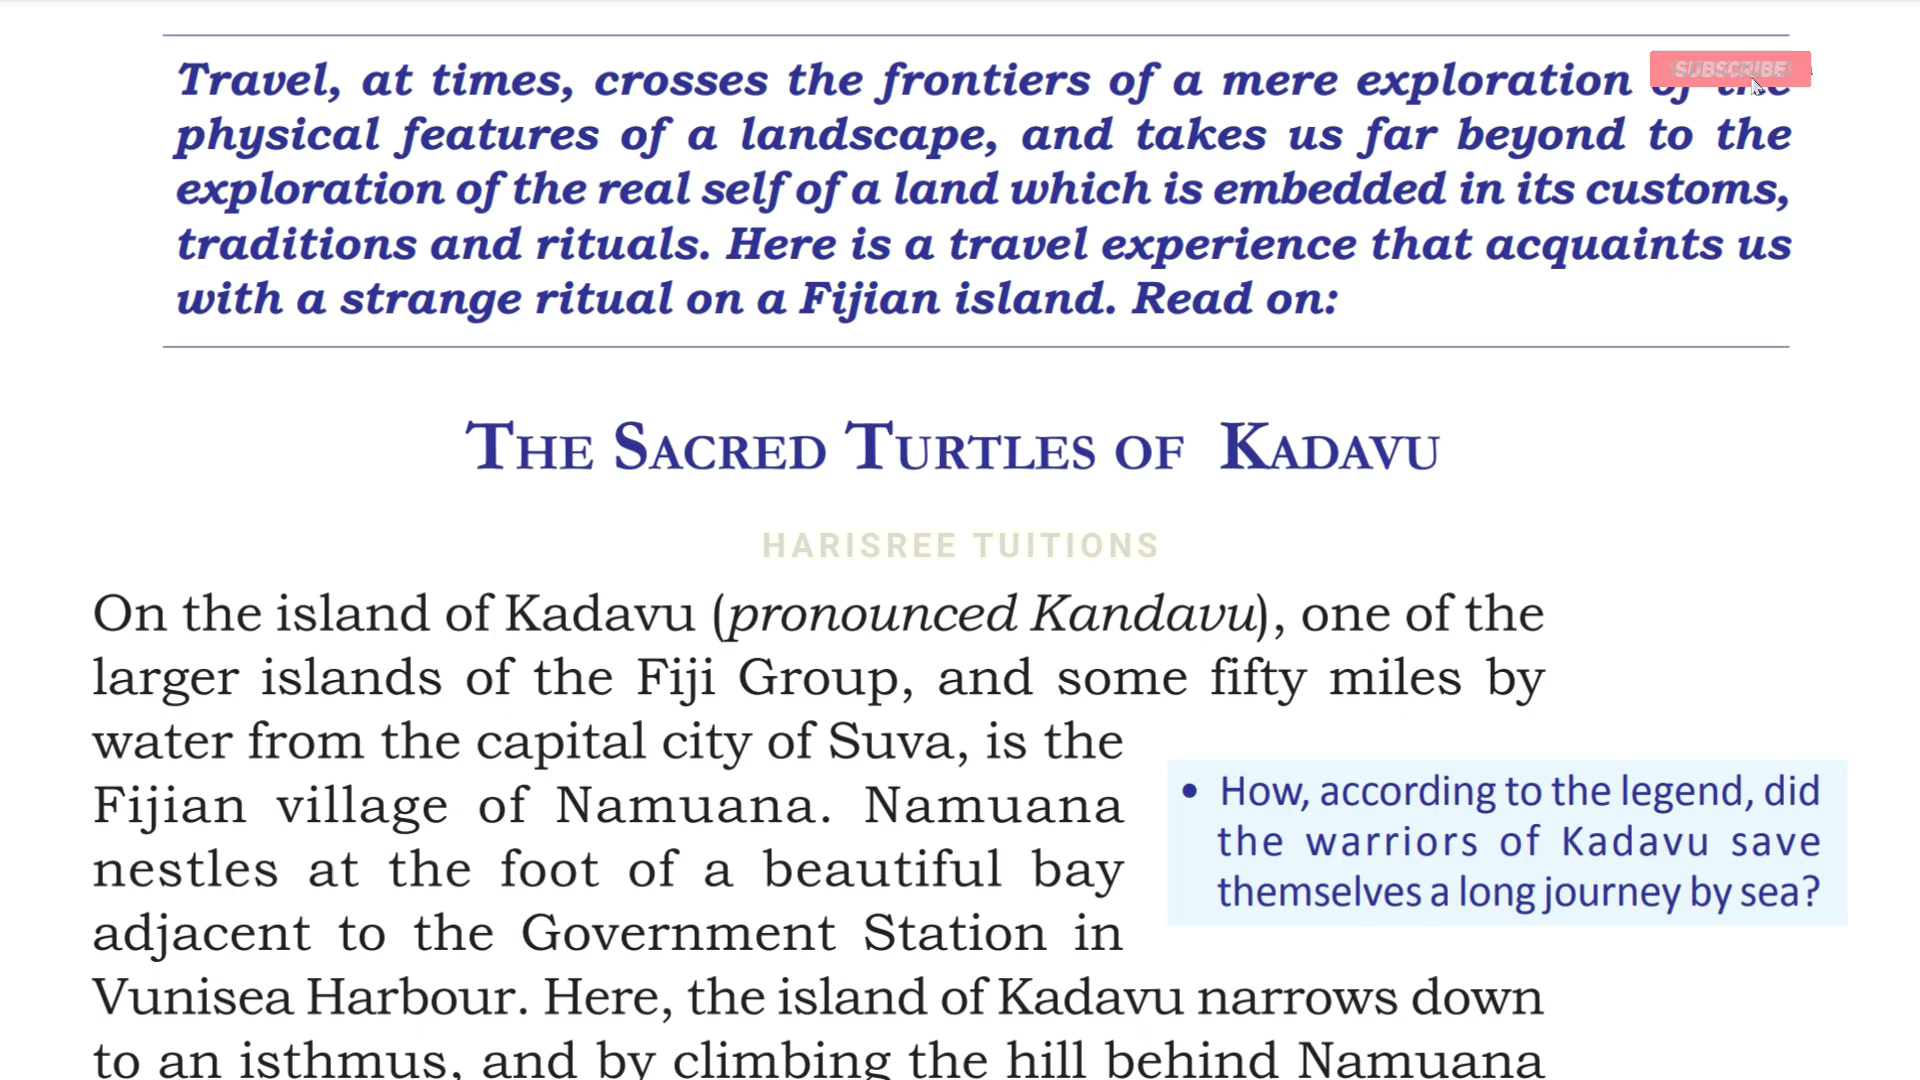 Travel, at times, crosses the frontiers of a mere exploration of the
SUBSCRIBE
physical features of a landscape, and takes us far beyond to the
exploration of the real self of a land which is embedded in its customs,
traditions and rituals. Here is a travel experience that acquaints us
with a strange ritual on a Fijian island. Read on:
THE SACRED TURTLES OF KADAVU
HARISREE TUITIONS
On the island of Kadavu (pronounced Kandavu), one of the
larger islands of the Fiji Group, and some fifty miles by
water from the capital city of Suva, is the
Fijian village of Namuana. Namuana
nestles at the foot of a beautiful bay
adjacent to the Government Station in
Vunisea Harbour. Here, the island of Kadavu narrows down
to an isthmus, and by climbing the hill behind Namuana
• How, according to the legend, did
the warriors of Kadavu save
themselves a long journey by sea?